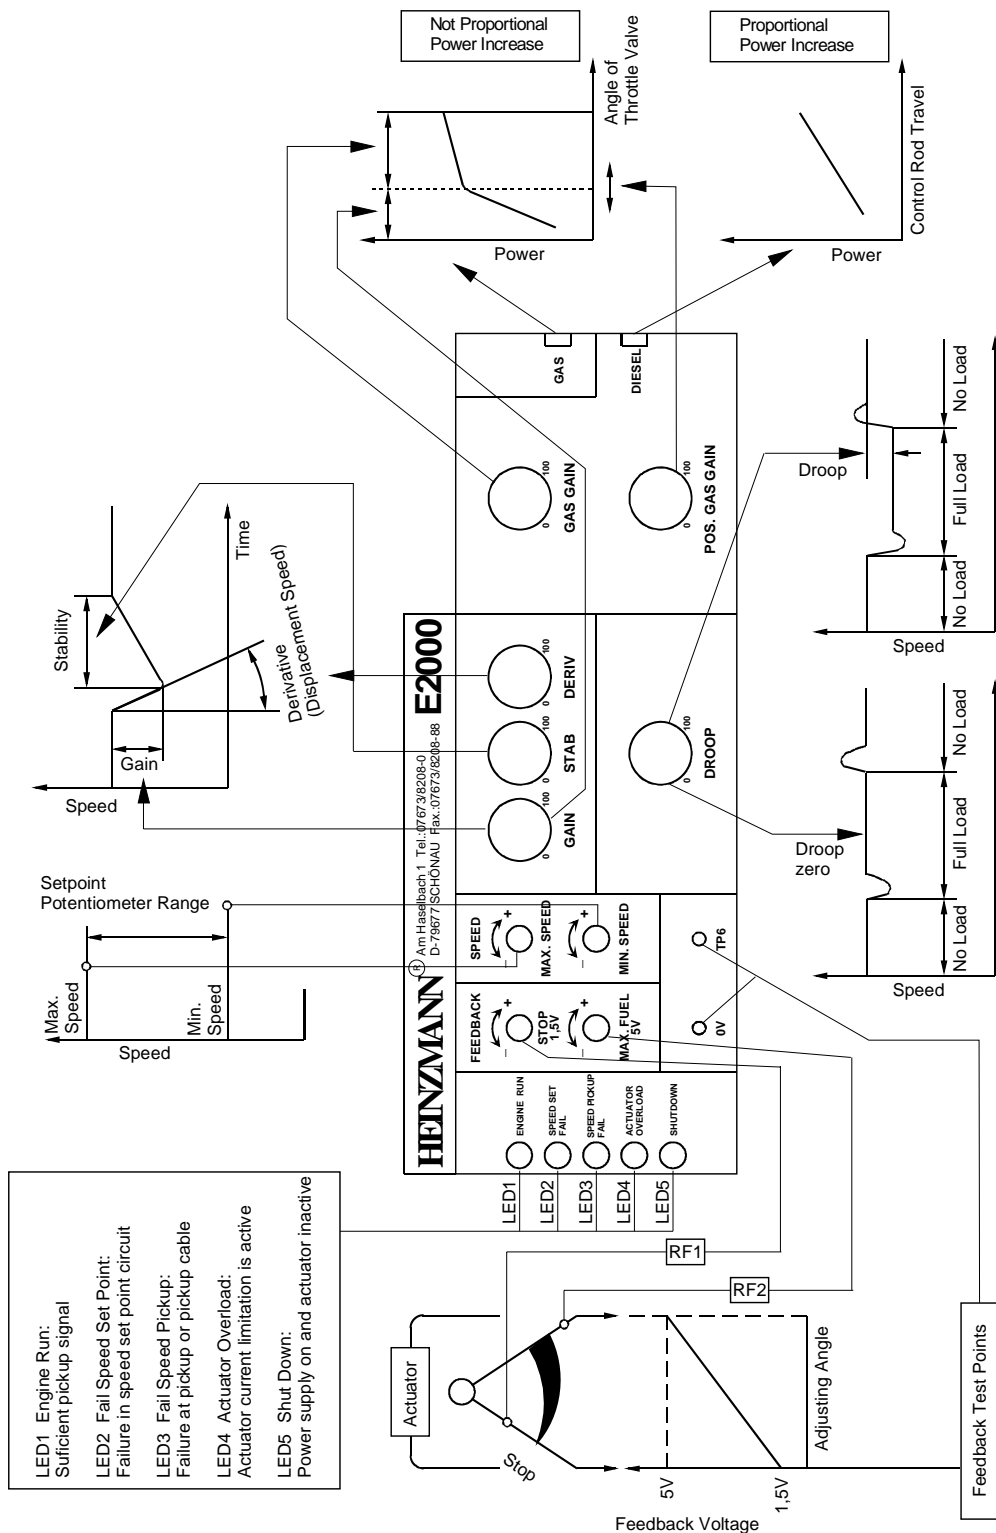 Not Proportional
Power Increase
Proportional
Power Increase
Angle of
Throttle Valve
Power
Control Rod Travel
Power
Stability
Time
Derivative
(Displacement Speed)
Gain
Speed
Setpoint
Potentiometer Range
Max.
Speed
Min.
Speed
Speed
GAS
DIESEL
GAS GAIN
0
100
POS. GAS GAIN
0
100
HEINZMANN ®
Am Haselbach 1 Tel.:07673/8208-0
D-79677 SCHÖNAU Fax.:07673/8208-88
E2000
GAIN
0
100
STAB
0
100
DERIV
0
100
DROOP
0
100
SPEED
MAX. SPEED
– +
MIN. SPEED
– +
FEEDBACK
STOP
1,5V
– +
MAX. FUEL
5V
– +
0V
TP6
ENGINE RUN
SPEED SET
FAIL
SPEED PICKUP
FAIL
ACTUATOR
OVERLOAD
SHUTDOWN
LED1
LED2
LED3
LED4
LED5
Droop
Speed
No Load
Full Load
No Load
Droop
zero
Speed
No Load
Full Load
No Load
LED1 Engine Run:
Suficient pickup signal
LED2 Fail Speed Set Point:
Failure in speed set point circuit
LED3 Fail Speed Pickup:
Failure at pickup or pickup cable
LED4 Actuator Overload:
Actuator current limitation is active
LED5 Shut Down:
Power supply on and actuator inactive
RF1
RF2
Actuator
Stop
5V
1,5V
Feedback Voltage
Adjusting Angle
Feedback Test Points